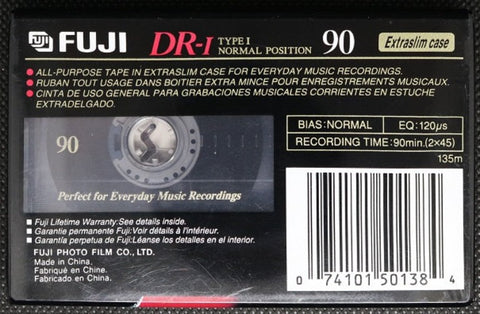 FUJI DR-I TYPE I NORMAL POSITION 90 Extraslim case
• ALL-PURPOSE TAPE IN EXTRASLIM CASE FOR EVERYDAY MUSIC RECORDINGS.
• RUBAN TOUT USAGE DANS BOITIER EXTRA MINCE POUR ENREGISTREMENTS MUSICAUX.
• CINTA DE USO GENERAL PARA GRABACIONES MUSICALES CORRIENTES EN ESTUCHE
EXTRADELGADO.
BIAS:NORMAL EQ:120µs
RECORDING TIME:90min.(2×45)
135m
90
Perfect for Everyday Music Recordings
■ Fuji Lifetime Warranty:See details inside.
■ Garantie permanente Fuji:Voir détails à l'intérieur.
■ Garantía perpetua de Fuji:Léanse los detalles en el interior.
FUJI PHOTO FILM CO., LTD.
Made in China.
Fabriqué en Chine.
Fabricado en China.
0 74101 50138 4